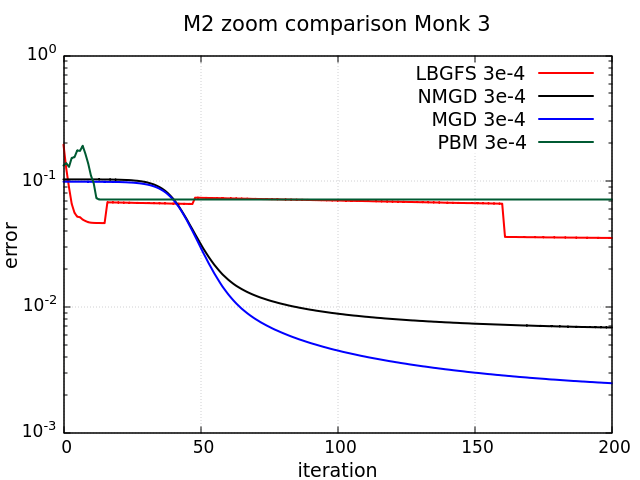 M2 zoom comparison Monk 3
10^0
LBGFS 3e-4
NMGD 3e-4
MGD 3e-4
PBM 3e-4
10^-1
error
10^-2
10^-3
0 50 100 150 200
iteration